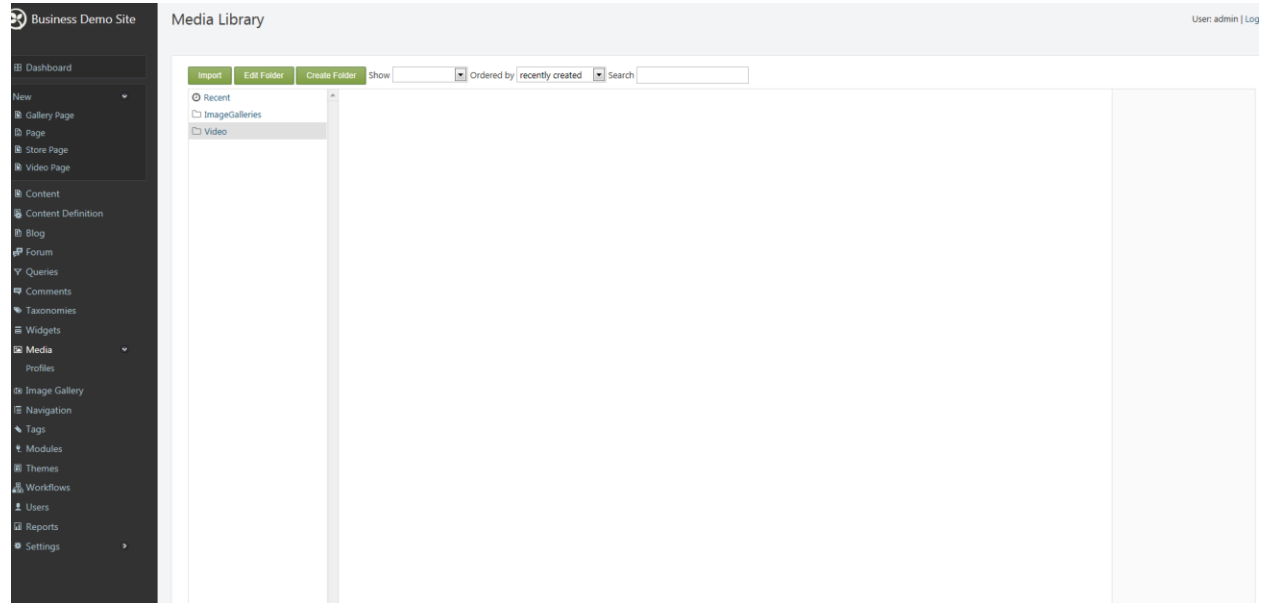 Business Demo Site
Media Library
User: admin | Log
Dashboard
Import Edit Folder Create Folder Show Ordered by recently created Search
New
Recent
Gallery Page
ImageGalleries
Page
Video
Store Page
Video Page
Content
Content Definition
Blog
Forum
Queries
Comments
Taxonomies
Widgets
Media
Profiles
Image Gallery
Navigation
Tags
Modules
Themes
Workflows
Users
Reports
Settings